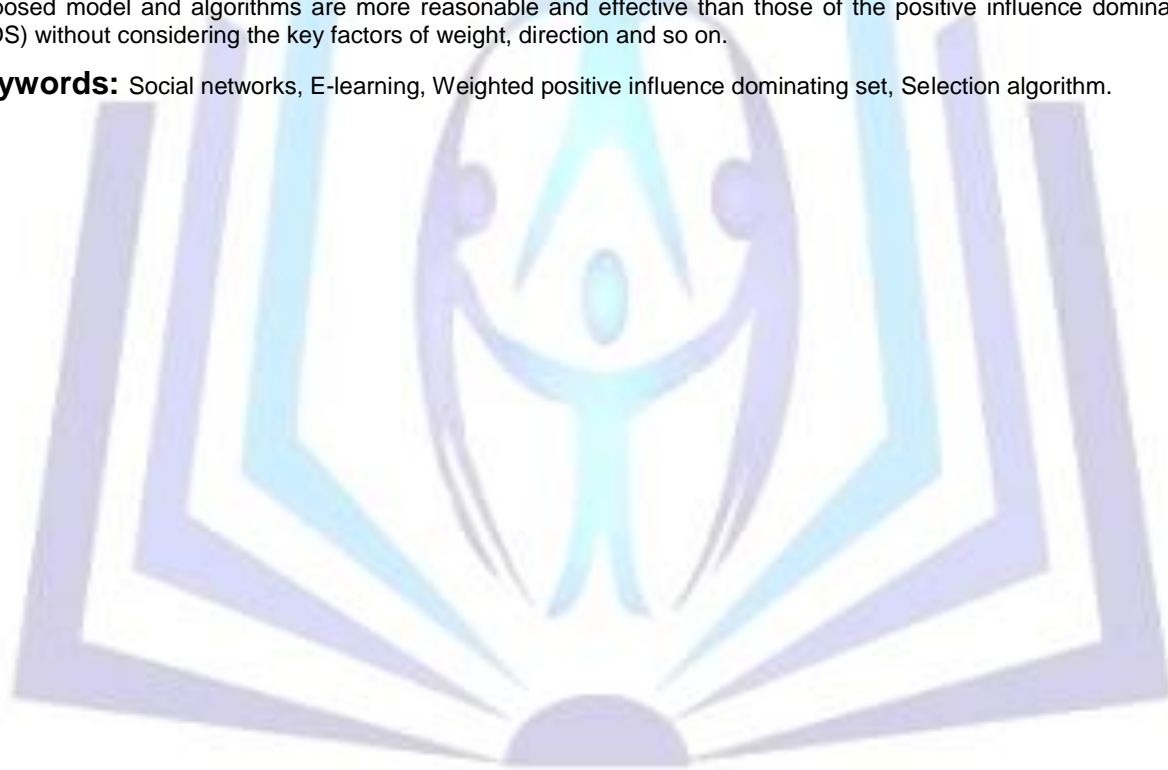 posed model and algorithms are more reasonable and effective than those of the positive influence domina
OS) without considering the key factors of weight, direction and so on.
ywords: Social networks, E-learning, Weighted positive influence dominating set, Selection algorithm.